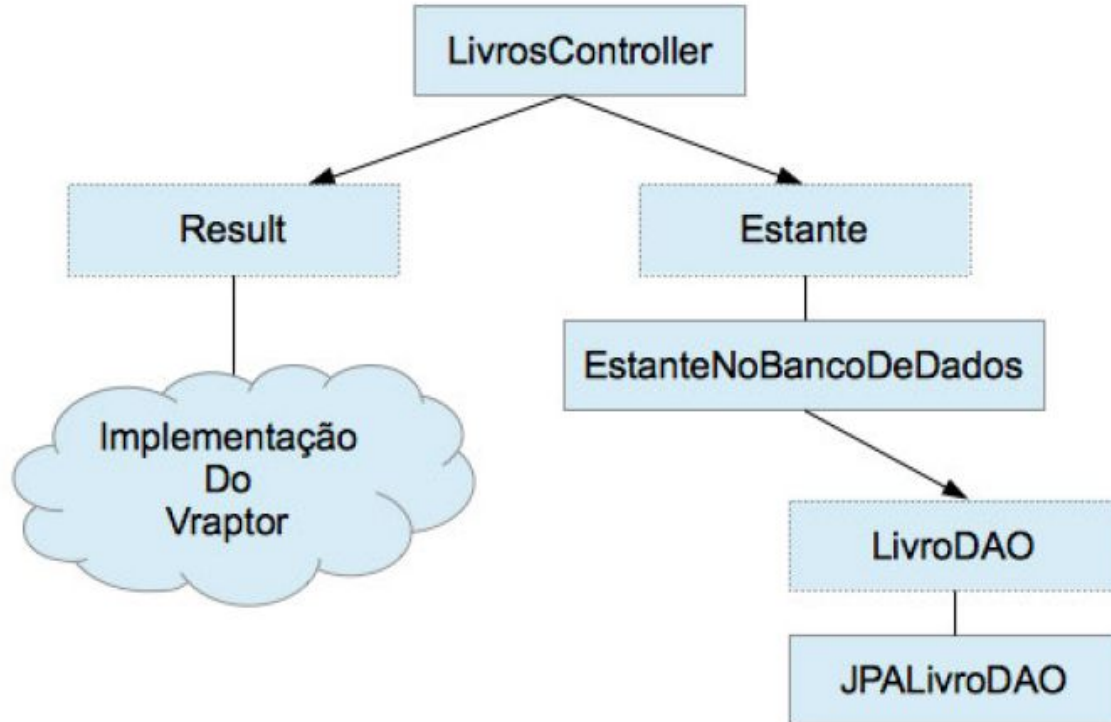 LivrosController
Result
Estante
EstanteNoBancoDeDados
Implementação
Do
Vraptor
LivroDAO
JPALivroDAO